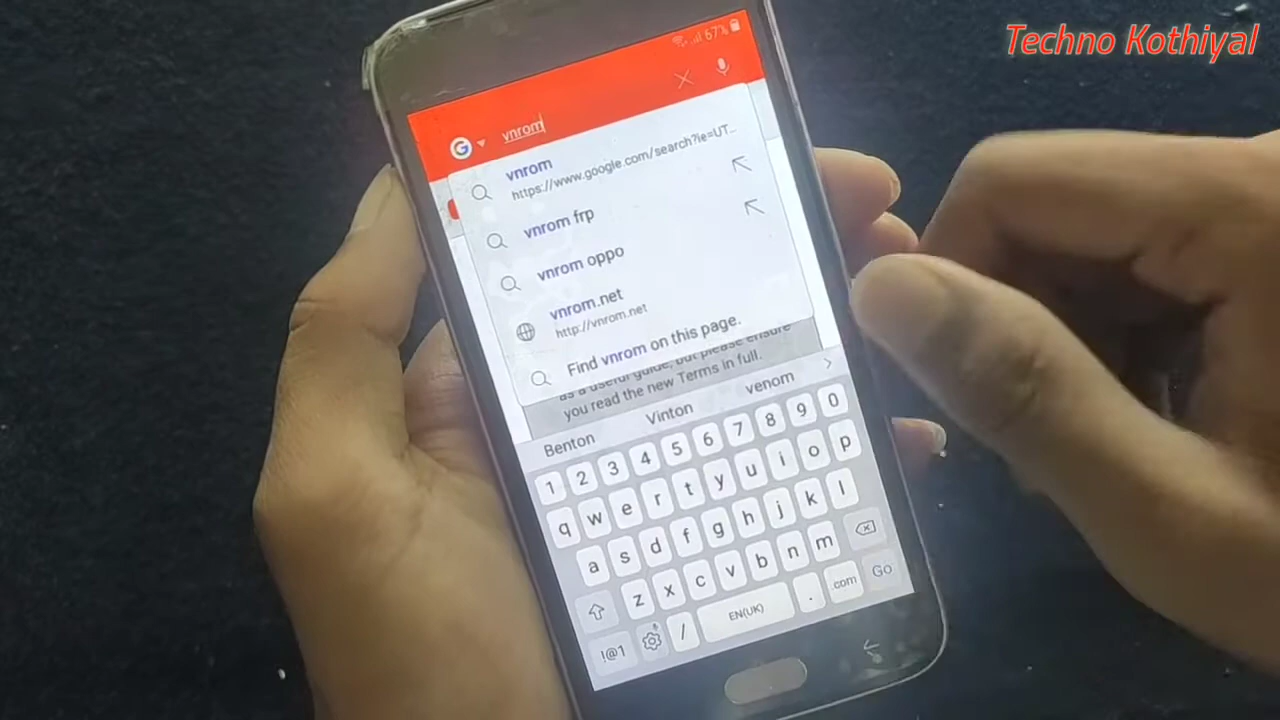 Techno Kothiyal
67%
vnrom
vnrom
https://www.google.com/search?ie=UT...
vnrom frp
vnrom oppo
vnrom.net
http://vnrom.net
Find vnrom on this page.
as a useful guide, but please ensure
you read the new Terms in full.
Benton Vinton venom
1 2 3 4 5 6 7 8 9 0
q w e r t y u i o p
a s d f g h j k l
z x c v b n m
!@1 / EN(UK) . com Go